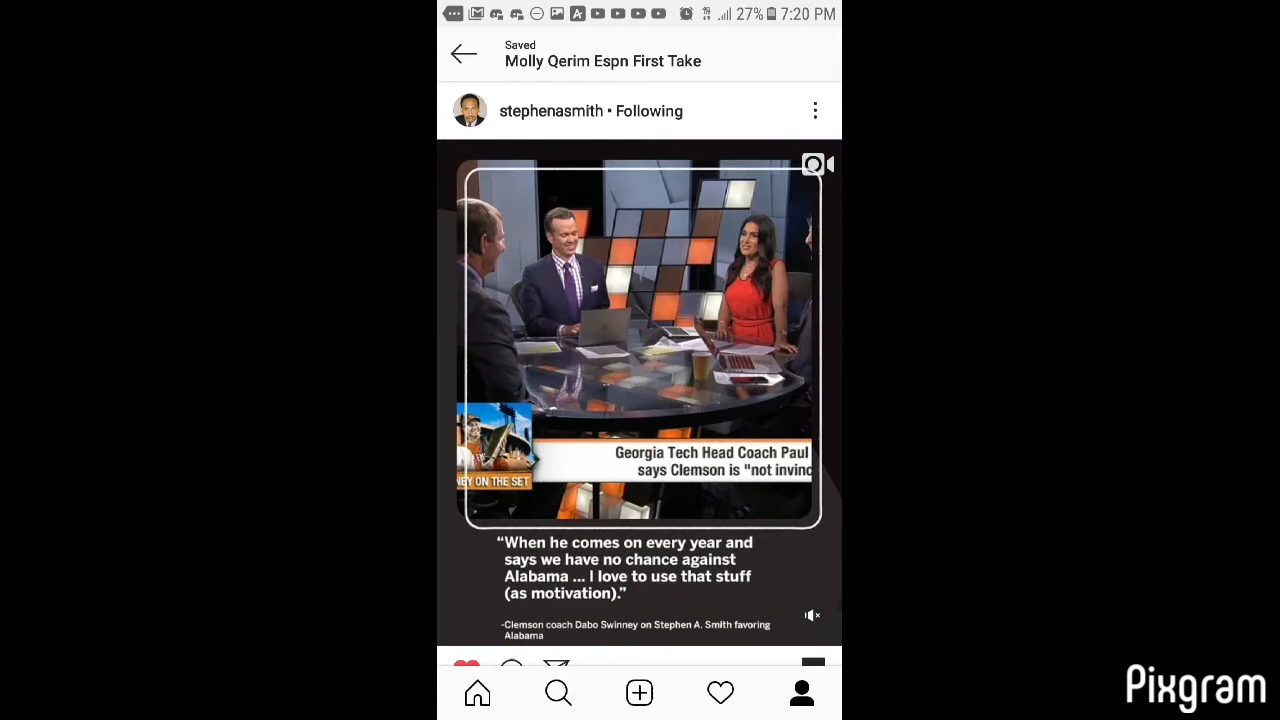 27% 7:20 PM
Saved
Molly Qerim Espn First Take
stephenasmith • Following
Georgia Tech Head Coach Paul
says Clemson is "not invinc
NEY ON THE SET
“When he comes on every year and
says we have no chance against
Alabama ... I love to use that stuff
(as motivation).”
-Clemson coach Dabo Swinney on Stephen A. Smith favoring
Alabama
Pixgram